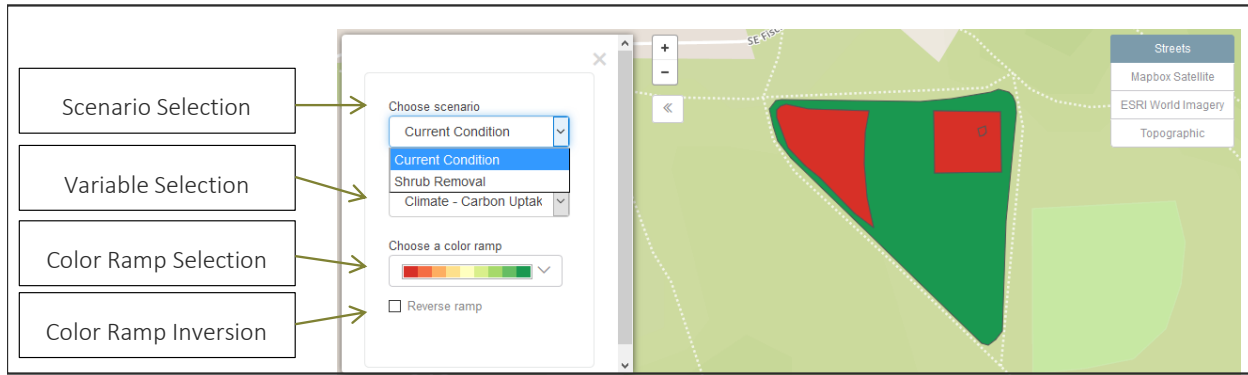 Scenario Selection
Variable Selection
Color Ramp Selection
Color Ramp Inversion
×
Choose scenario
Current Condition
Current Condition
Shrub Removal
Climate - Carbon Uptak
Choose a color ramp
Reverse ramp
+
-
«
Streets
Mapbox Satellite
ESRI World Imagery
Topographic